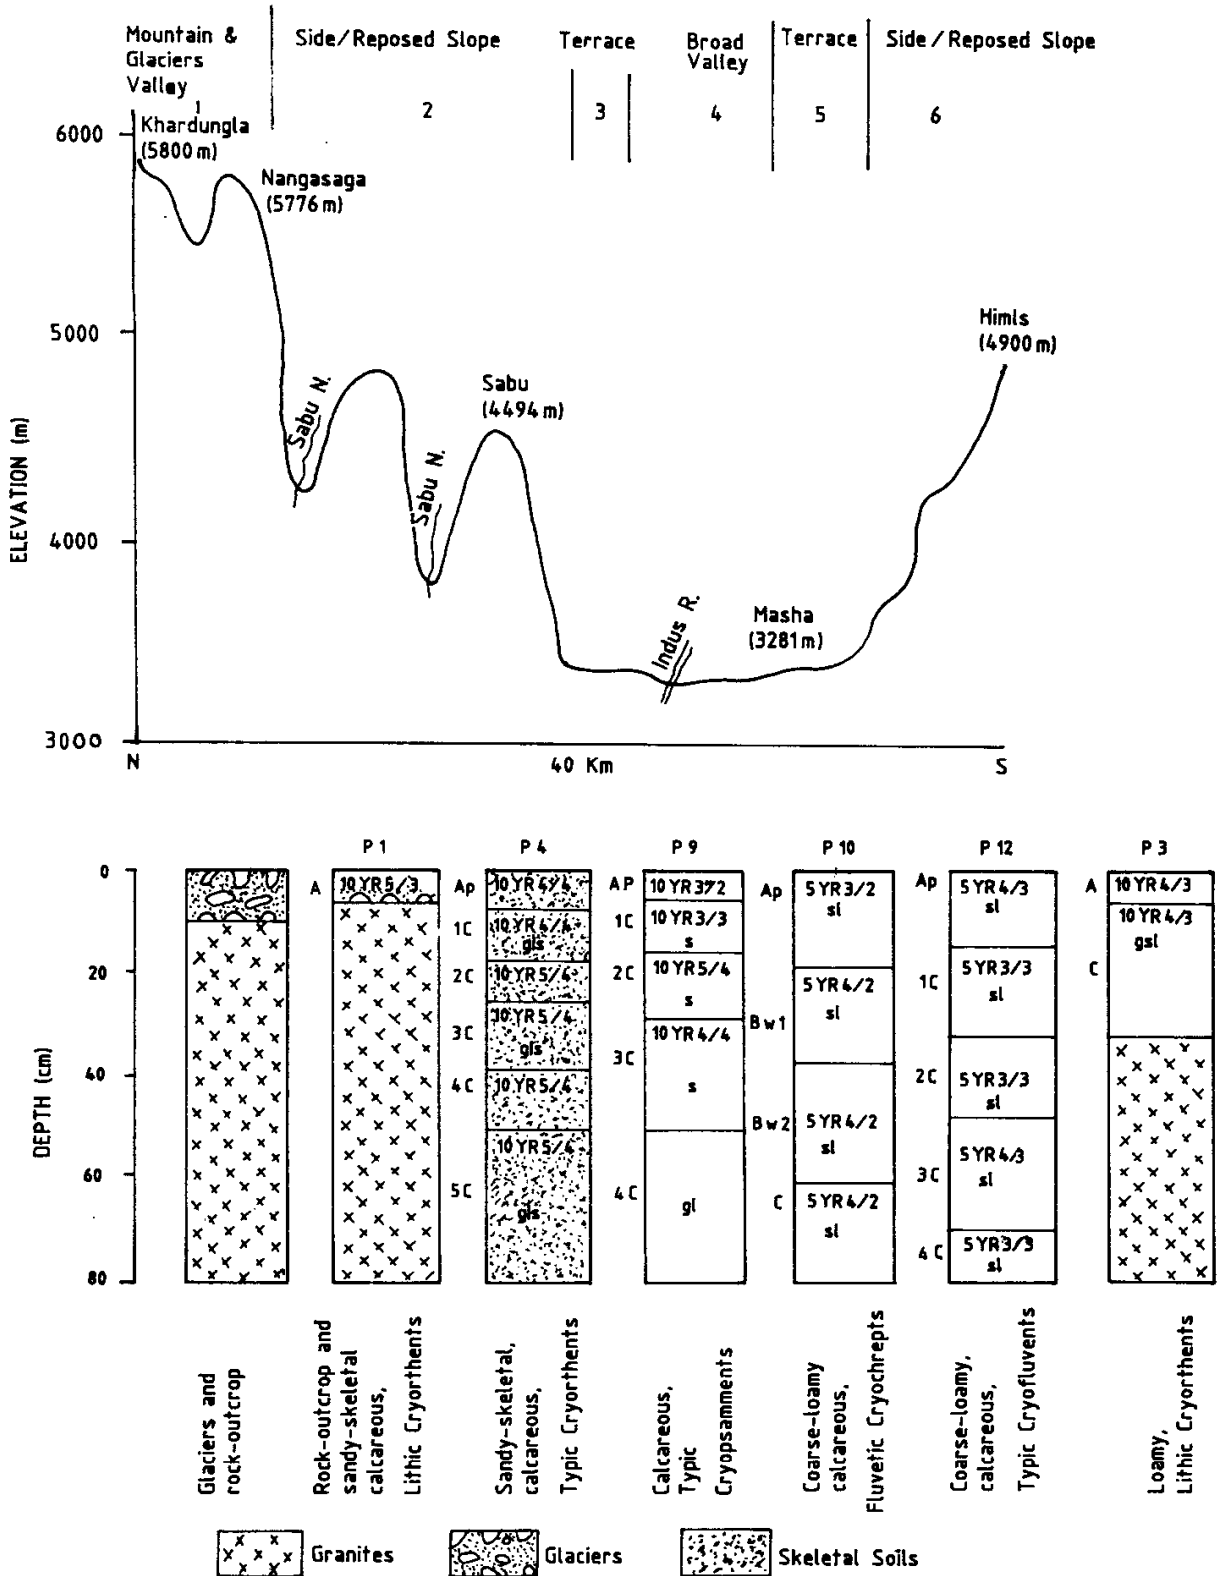 Mountain &
Glaciers
Valley
1
Side/Reposed Slope
2
Terrace
3
Broad
Valley
4
Terrace
5
Side/Reposed Slope
6
ELEVATION (m)
6000
5000
4000
3000
Khardungla
(5800 m)
Nangasaga
(5776 m)
Sabu N.
Sabu N.
Sabu
(4494 m)
Indus R.
Masha
(3281m)
Himls
(4900 m)
N
40 Km
S
DEPTH (cm)
0
20
40
60
80
Glaciers and
rock-outcrop
P 1
A
10 YR 5/3
Rock-outcrop and
sandy-skeletal
calcareous,
Lithic Cryorthents
P 4
Ap
10 YR 4/4
1C
10 YR 4/4
gls
2C
10 YR 5/4
3C
10 YR 5/4
gls
4C
10 YR 5/4
5C
10 YR 5/4
gls
Sandy-skeletal,
calcareous,
Typic Cryorthents
P 9
AP
1C
10 YR 3/3
s
2C
10 YR 5/4
s
3C
10 YR 4/4
s
4C
gl
Calcareous,
Typic
Cryopsamments
P 10
Ap
5 YR 3/2
sl
Bw1
5 YR 4/2
sl
Bw2
5 YR 4/2
sl
C
5 YR 4/2
sl
Coarse-loamy
calcareous,
Fluvetic Cryochrepts
P 12
Ap
5 YR 4/3
sl
1C
5 YR 3/3
sl
2C
5 YR 3/3
sl
3C
5 YR 4/3
sl
4C
5 YR 3/3
sl
Coarse-loamy,
calcareous,
Typic Cryofluvents
P 3
A
10 YR 4/3
C
10 YR 4/3
gsl
Loamy,
Lithic Cryorthents
Granites
Glaciers
Skeletal Soils